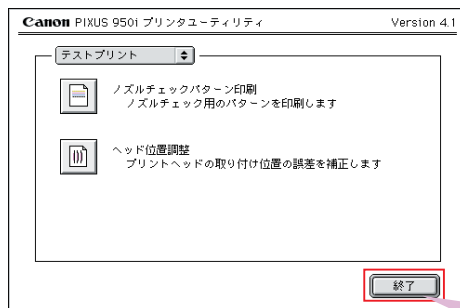 Canon PIXUS 950i プリンタユーティリティ Version 4.1
テストプリント
ノズルチェックパターン印刷
ノズルチェック用のパターンを印刷します
ヘッド位置調整
プリントヘッドの取り付け位置の誤差を補正します
終了